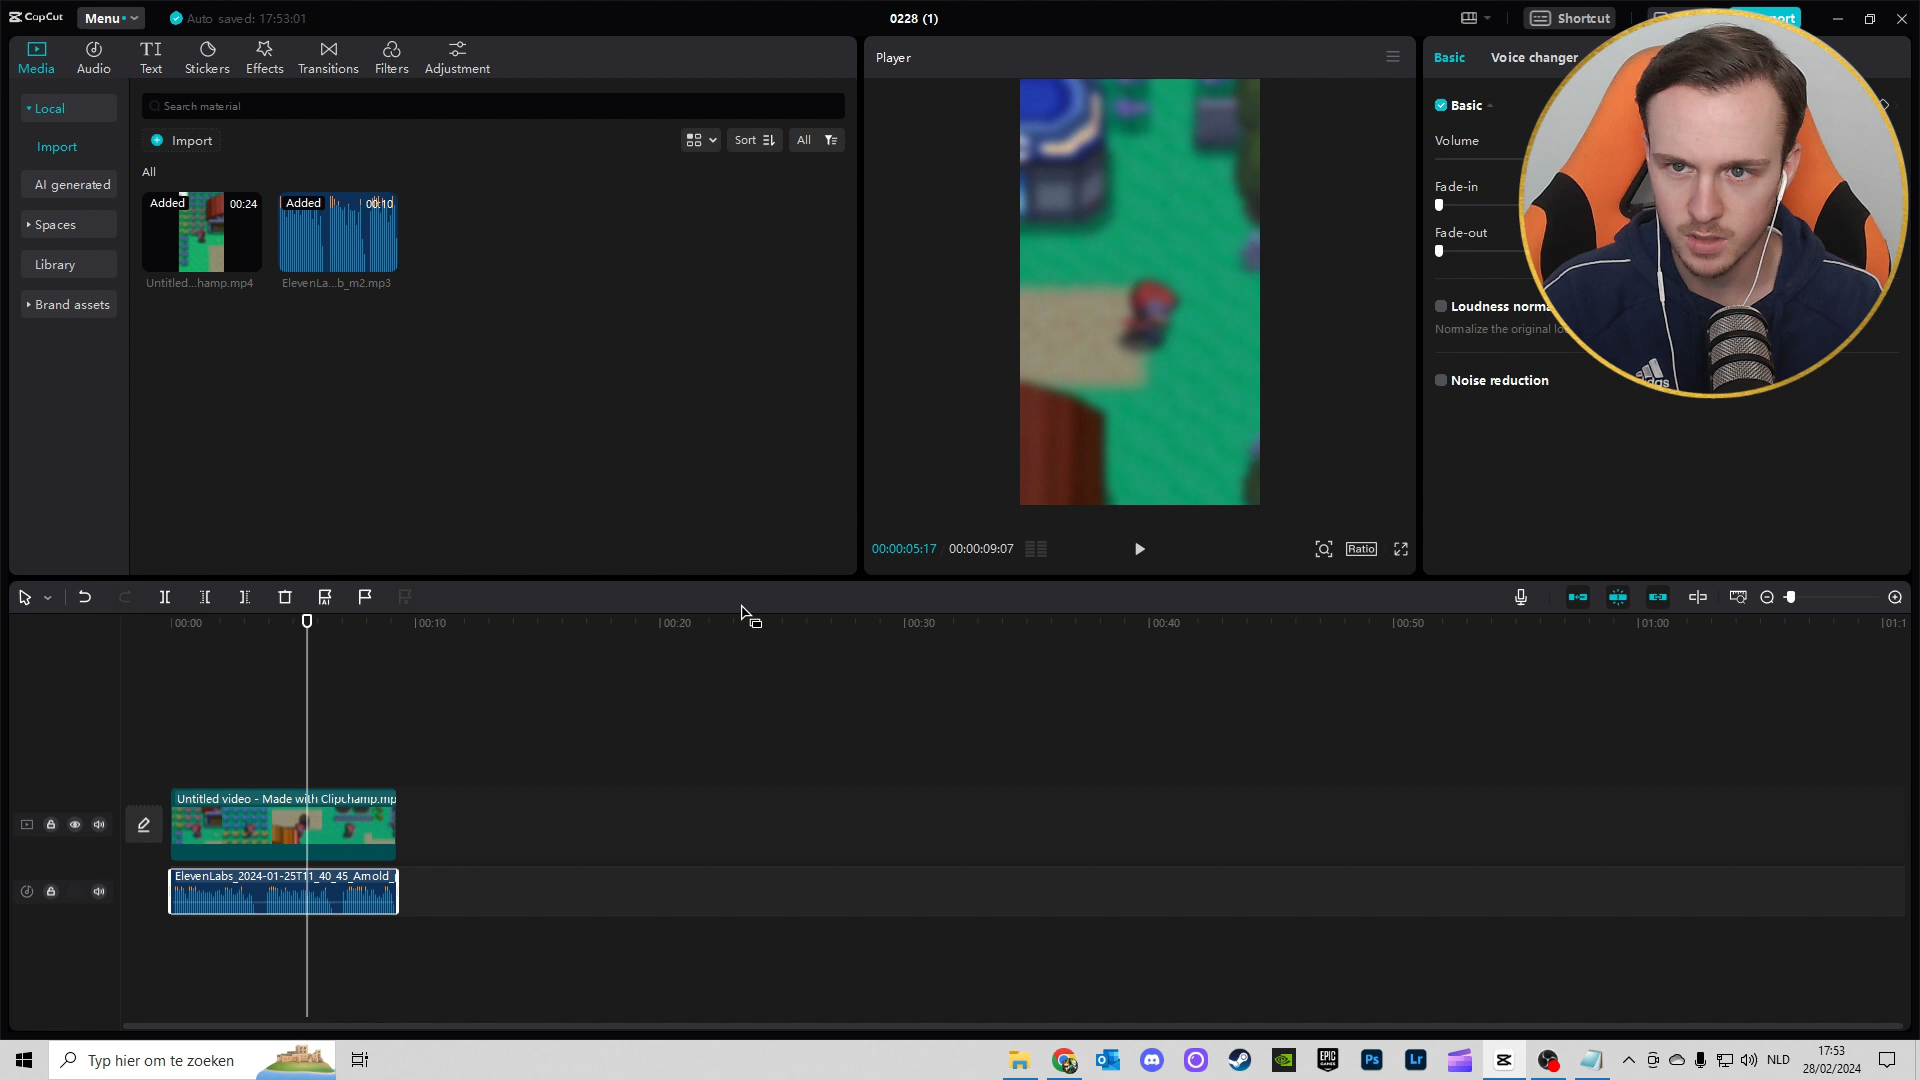 CapCut
Menu
Auto saved: 17:53:01
0228 (1)
Shortcut
Media
Audio
Text
Stickers
Effects
Transitions
Filters
Adjustment
Local
Import
AI generated
Spaces
Library
Brand assets
Search material
Import
Sort
All
All
Added
00:24
Untitled...hamp.mp4
Added
00:10
ElevenLa...b_m2.mp3
Player
00:00:05:17
00:00:09:07
Ratio
Basic
Voice changer
Basic
Volume
Fade-in
Fade-out
Loudness norma
Normalize the original
Noise reduction
adidas
00:00
00:10
00:20
00:30
00:40
00:50
01:00
01:1
Untitled video - Made with Clipchamp.mp
ElevenLabs_2024-01-25T11_40_45_Arnold_
Typ hier om te zoeken
EPIC GAMES
Ps
Lr
NLD
17:53
28/02/2024